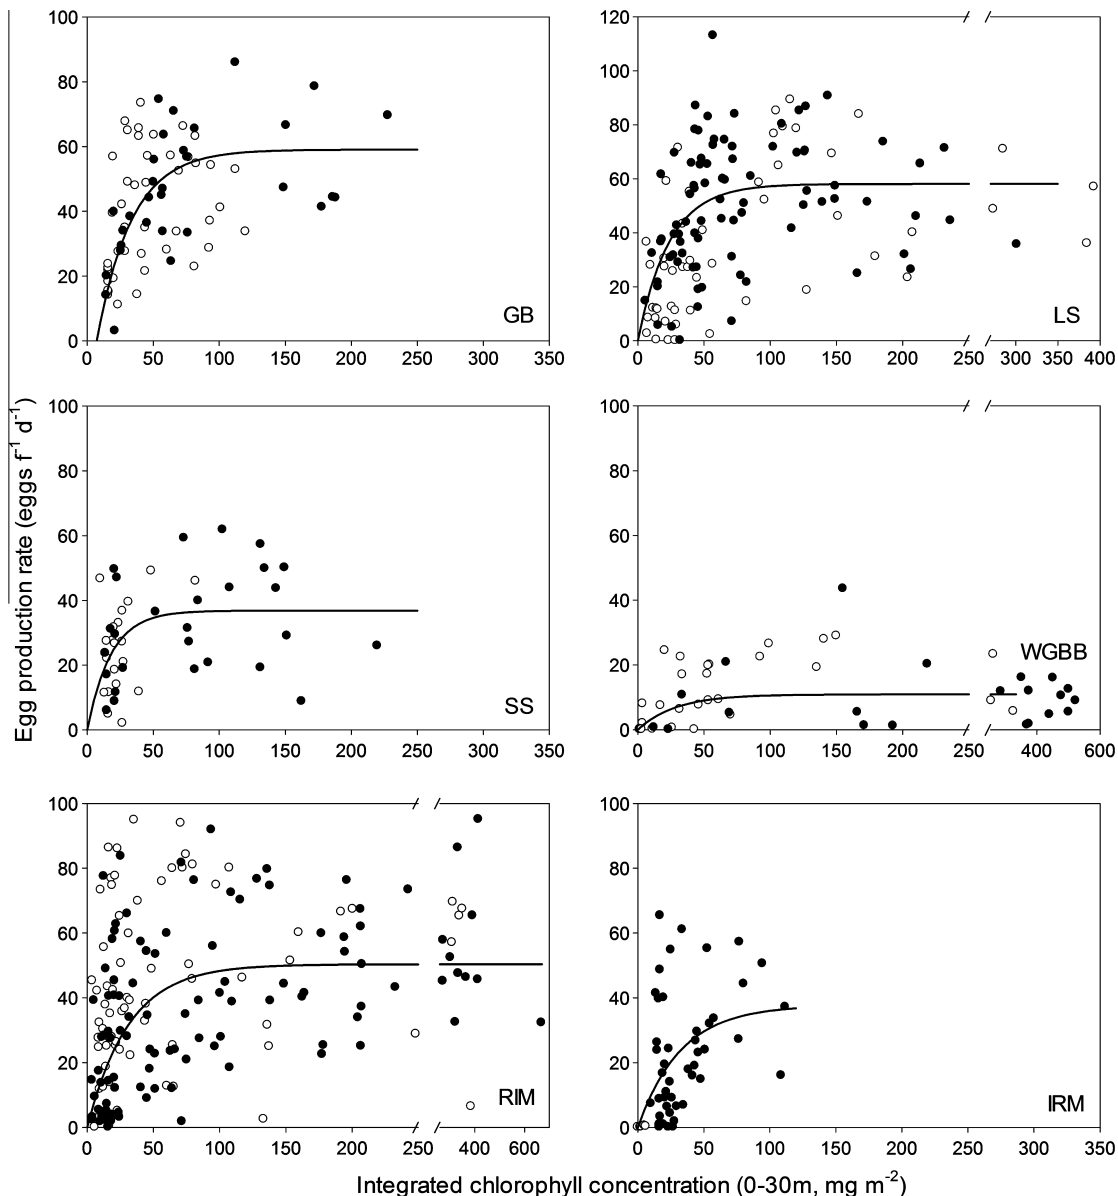 Egg production rate (eggs f⁻¹ d⁻¹)
100
80
60
40
20
0
0 50 100 150 200 250 300 350
GB
120
100
80
60
40
20
0
0 50 100 150 200 250 300 350 400
LS
100
80
60
40
20
0
0 50 100 150 200 250 300 350
SS
100
80
60
40
20
0
0 50 100 150 200 250 400 600
WGBB
100
80
60
40
20
0
0 50 100 150 200 250 400 600
RIM
100
80
60
40
20
0
0 50 100 150 200 250 300 350
IRM
Integrated chlorophyll concentration (0-30m, mg m⁻²)